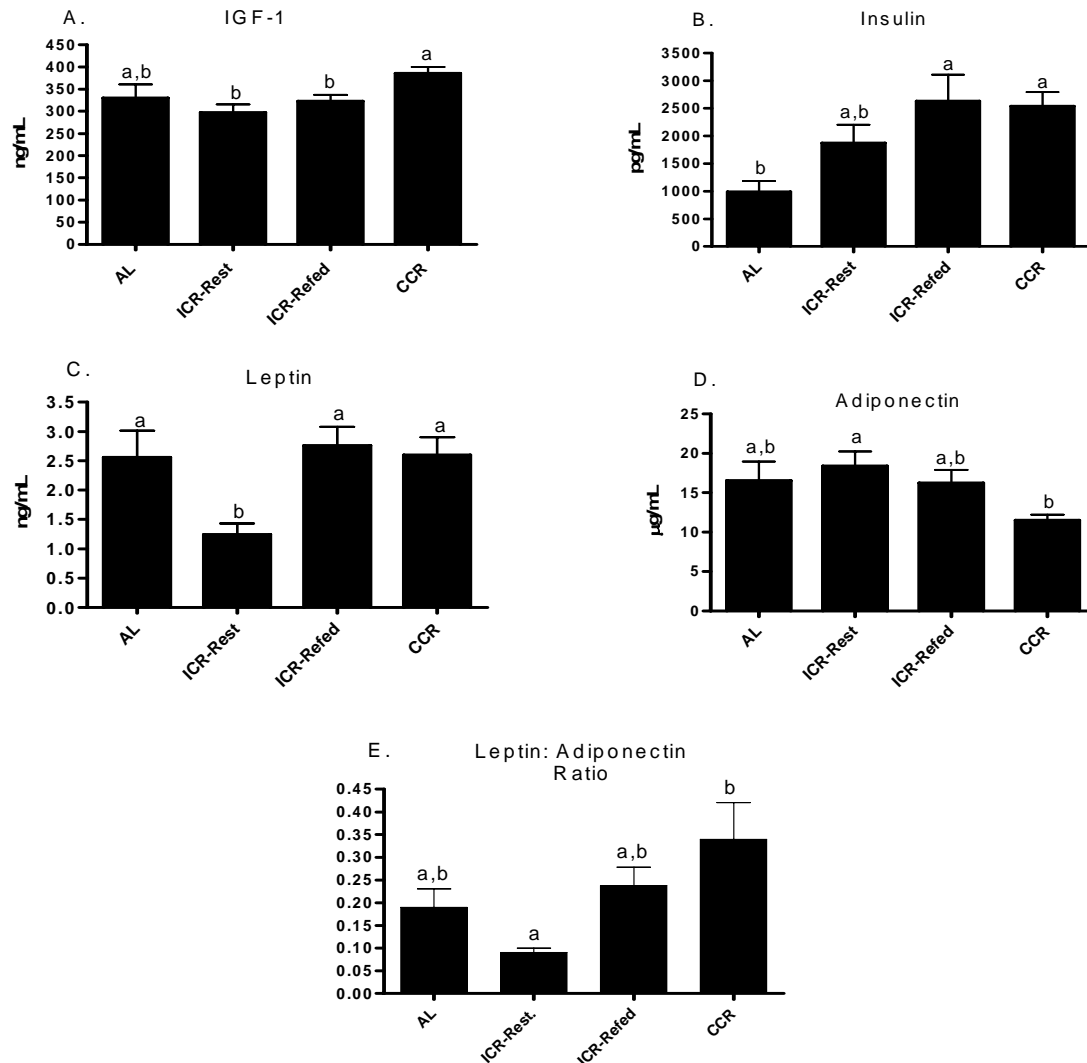 A. IGF-1
450
400
350
300
250
200
150
100
50
0
ng/mL
a,b
b
b
a
AL
ICR-Rest
ICR-Refed
CCR
B. Insulin
3500
3000
2500
2000
1500
1000
500
0
pg/mL
b
a,b
a
a
AL
ICR-Rest
ICR-Refed
CCR
C. Leptin
3.5
3.0
2.5
2.0
1.5
1.0
0.5
0.0
ng/mL
a
b
a
a
AL
ICR-Rest
ICR-Refed
CCR
D. Adiponectin
25
20
15
10
5
0
µg/mL
a,b
a
a,b
b
AL
ICR-Rest
ICR-Refed
CCR
E. Leptin: Adiponectin
Ratio
0.45
0.40
0.35
0.30
0.25
0.20
0.15
0.10
0.05
0.00
a,b
a
a,b
b
AL
ICR-Rest.
ICR-Refed
CCR